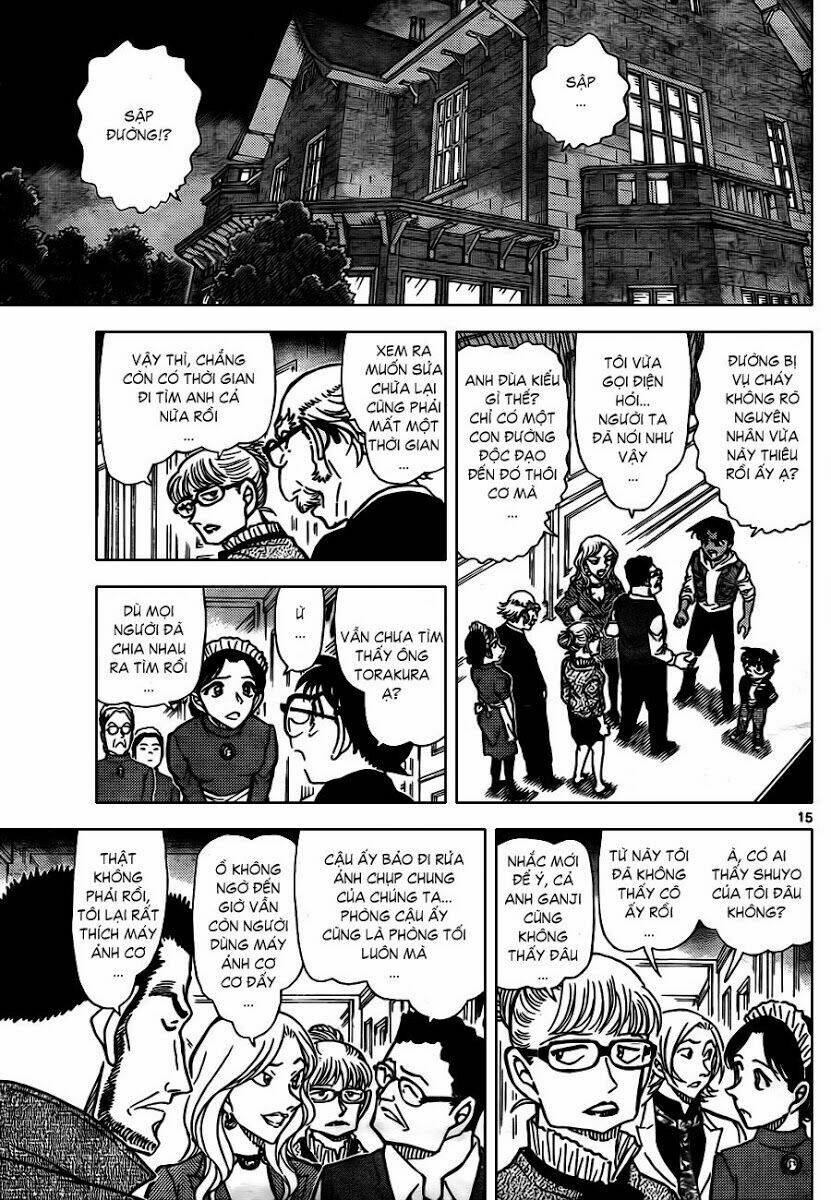 SẬP
...
SẬP
ĐƯỜNG!?
ĐƯỜNG BỊ
VỤ CHÁY
KHÔNG RÕ
NGUYÊN
NHÂN VỪA
NÀY THIÊU
RỒI ẤY Ạ?
TÔI VỪA
GỌI ĐIỆN
HỎI...
NGƯỜI TA
ĐÃ NÓI NHƯ
VẬY ...
ANH ĐÙA KIỂU
GÌ THẾ?
CHỈ CÓ MỘT
CON ĐƯỜNG
ĐỘC ĐẠO
ĐẾN ĐÓ THÔI
CƠ MÀ
...
XEM RA
MUỐN SỬA
CHỮA LẠI
CŨNG PHẢI
MẤT MỘT
THỜI GIAN
...
VẬY THÌ, CHẲNG
CÒN CÓ THỜI GIAN
ĐI TÌM ANH CẢ
NỮA RỒI
...
VẪN CHƯA TÌM
THẤY ÔNG
TORAKURA
Ạ?
Ừ
...
DÙ MỌI
NGƯỜI ĐÃ
CHIA NHAU
RA TÌM RỒI
...
15
À, CÓ AI
THẤY SHUYO
CỦA TÔI ĐÂU
KHÔNG?
TỪ NÃY TÔI
ĐÃ KHÔNG
THẤY CÔ
ẤY RỒI
...
NHẮC MỚI
ĐỂ Ý, CẢ
ANH GANJI
CŨNG
KHÔNG
THẤY ĐÂU
...
CẬU ẤY BẢO ĐI RỬA
ẢNH CHỤP CHUNG
CỦA CHÚNG TA...
PHÒNG CẬU ẤY
CŨNG LÀ PHÒNG TỐI
LUÔN MÀ
...
Ồ KHÔNG
NGỜ ĐẾN
GIỜ VẪN
CÒN NGƯỜI
DÙNG MÁY
ẢNH CƠ
CƠ ĐẤY
...
THẬT
KHÔNG
PHẢI RỒI,
TÔI LẠI RẤT
THÍCH MÁY
ẢNH CƠ
...